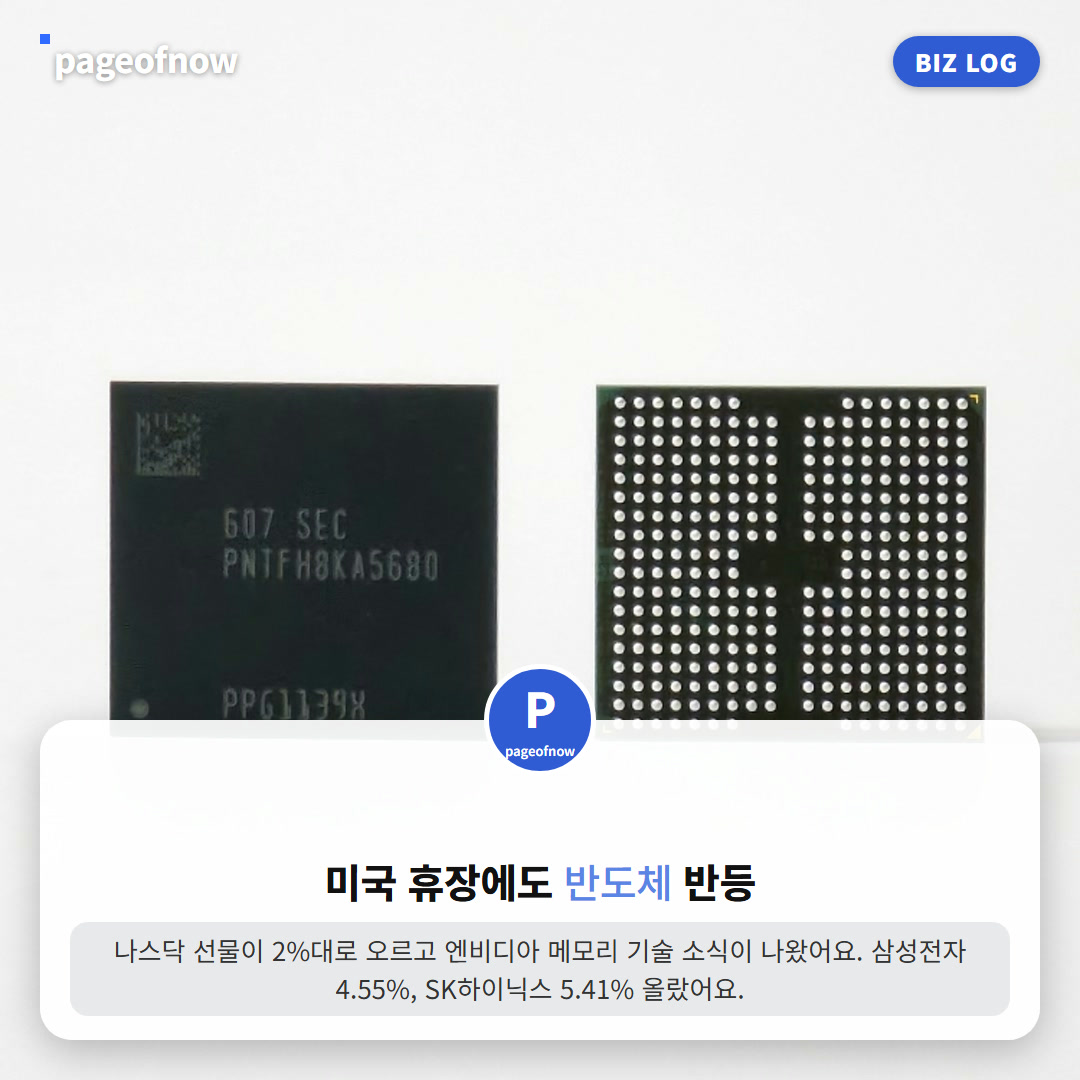 pageofnow
BIZ LOG
607 SEC
PNTFH8KA5680
PPG1139X
P
pageofnow
미국 휴장에도 반도체 반등
나스닥 선물이 2%대로 오르고 엔비디아 메모리 기술 소식이 나왔어요. 삼성전자
4.55%, SK하이닉스 5.41% 올랐어요.